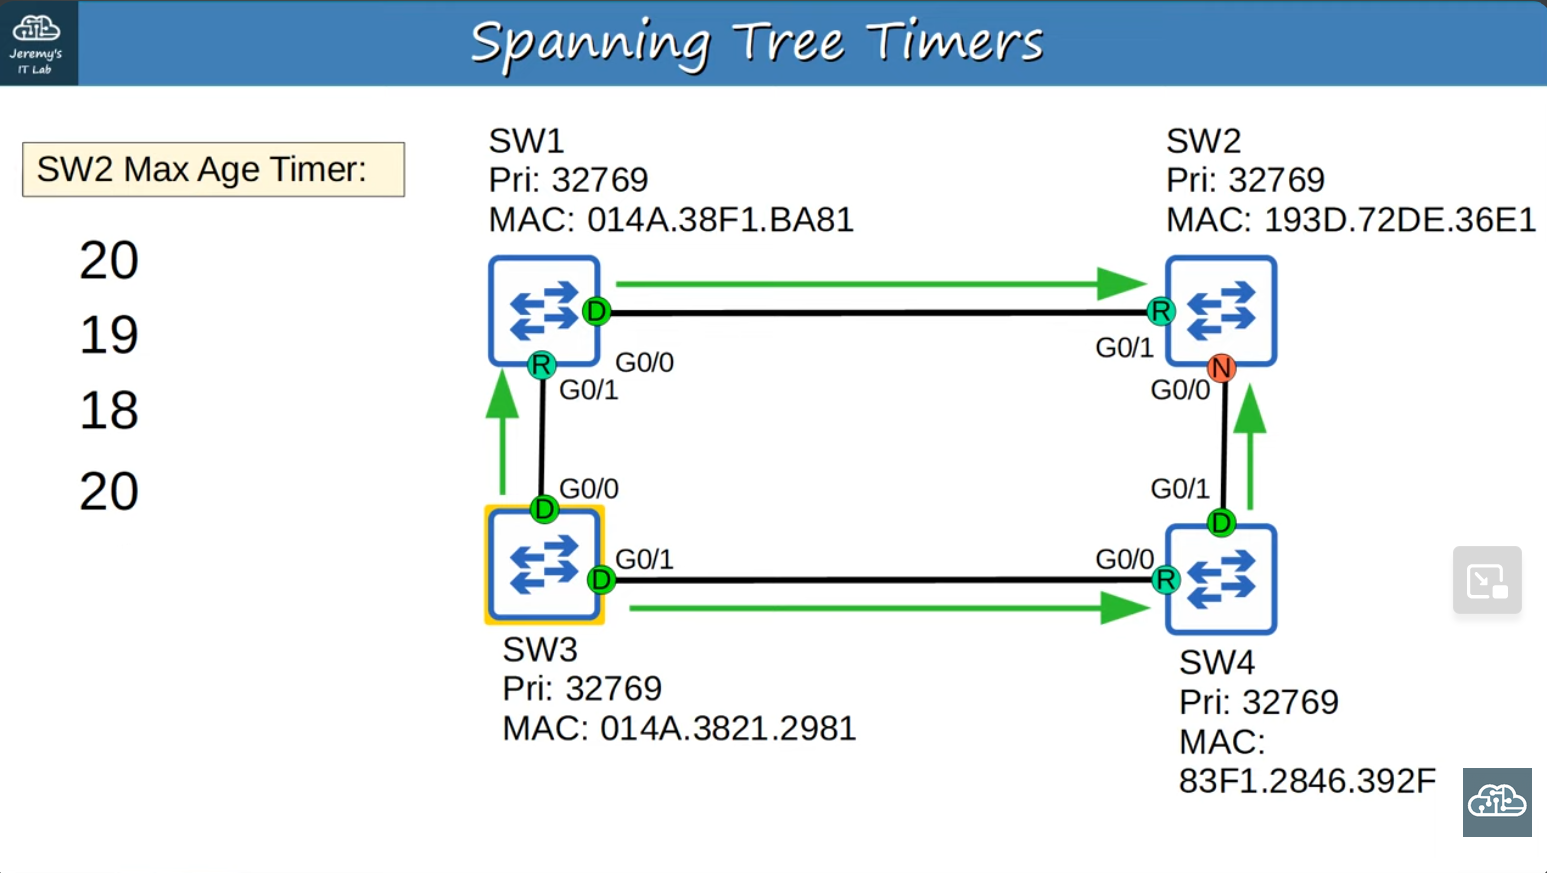 Jeremy's
IT Lab
Spanning Tree Timers
SW2 Max Age Timer:
20
19
18
20
SW1
Pri: 32769
MAC: 014A.38F1.BA81
SW2
Pri: 32769
MAC: 193D.72DE.36E1
D
R
G0/1
G0/0
R
G0/1
N
G0/0
G0/0
D
G0/1
D
G0/1
D
G0/0
R
SW3
Pri: 32769
MAC: 014A.3821.2981
SW4
Pri: 32769
MAC:
83F1.2846.392F